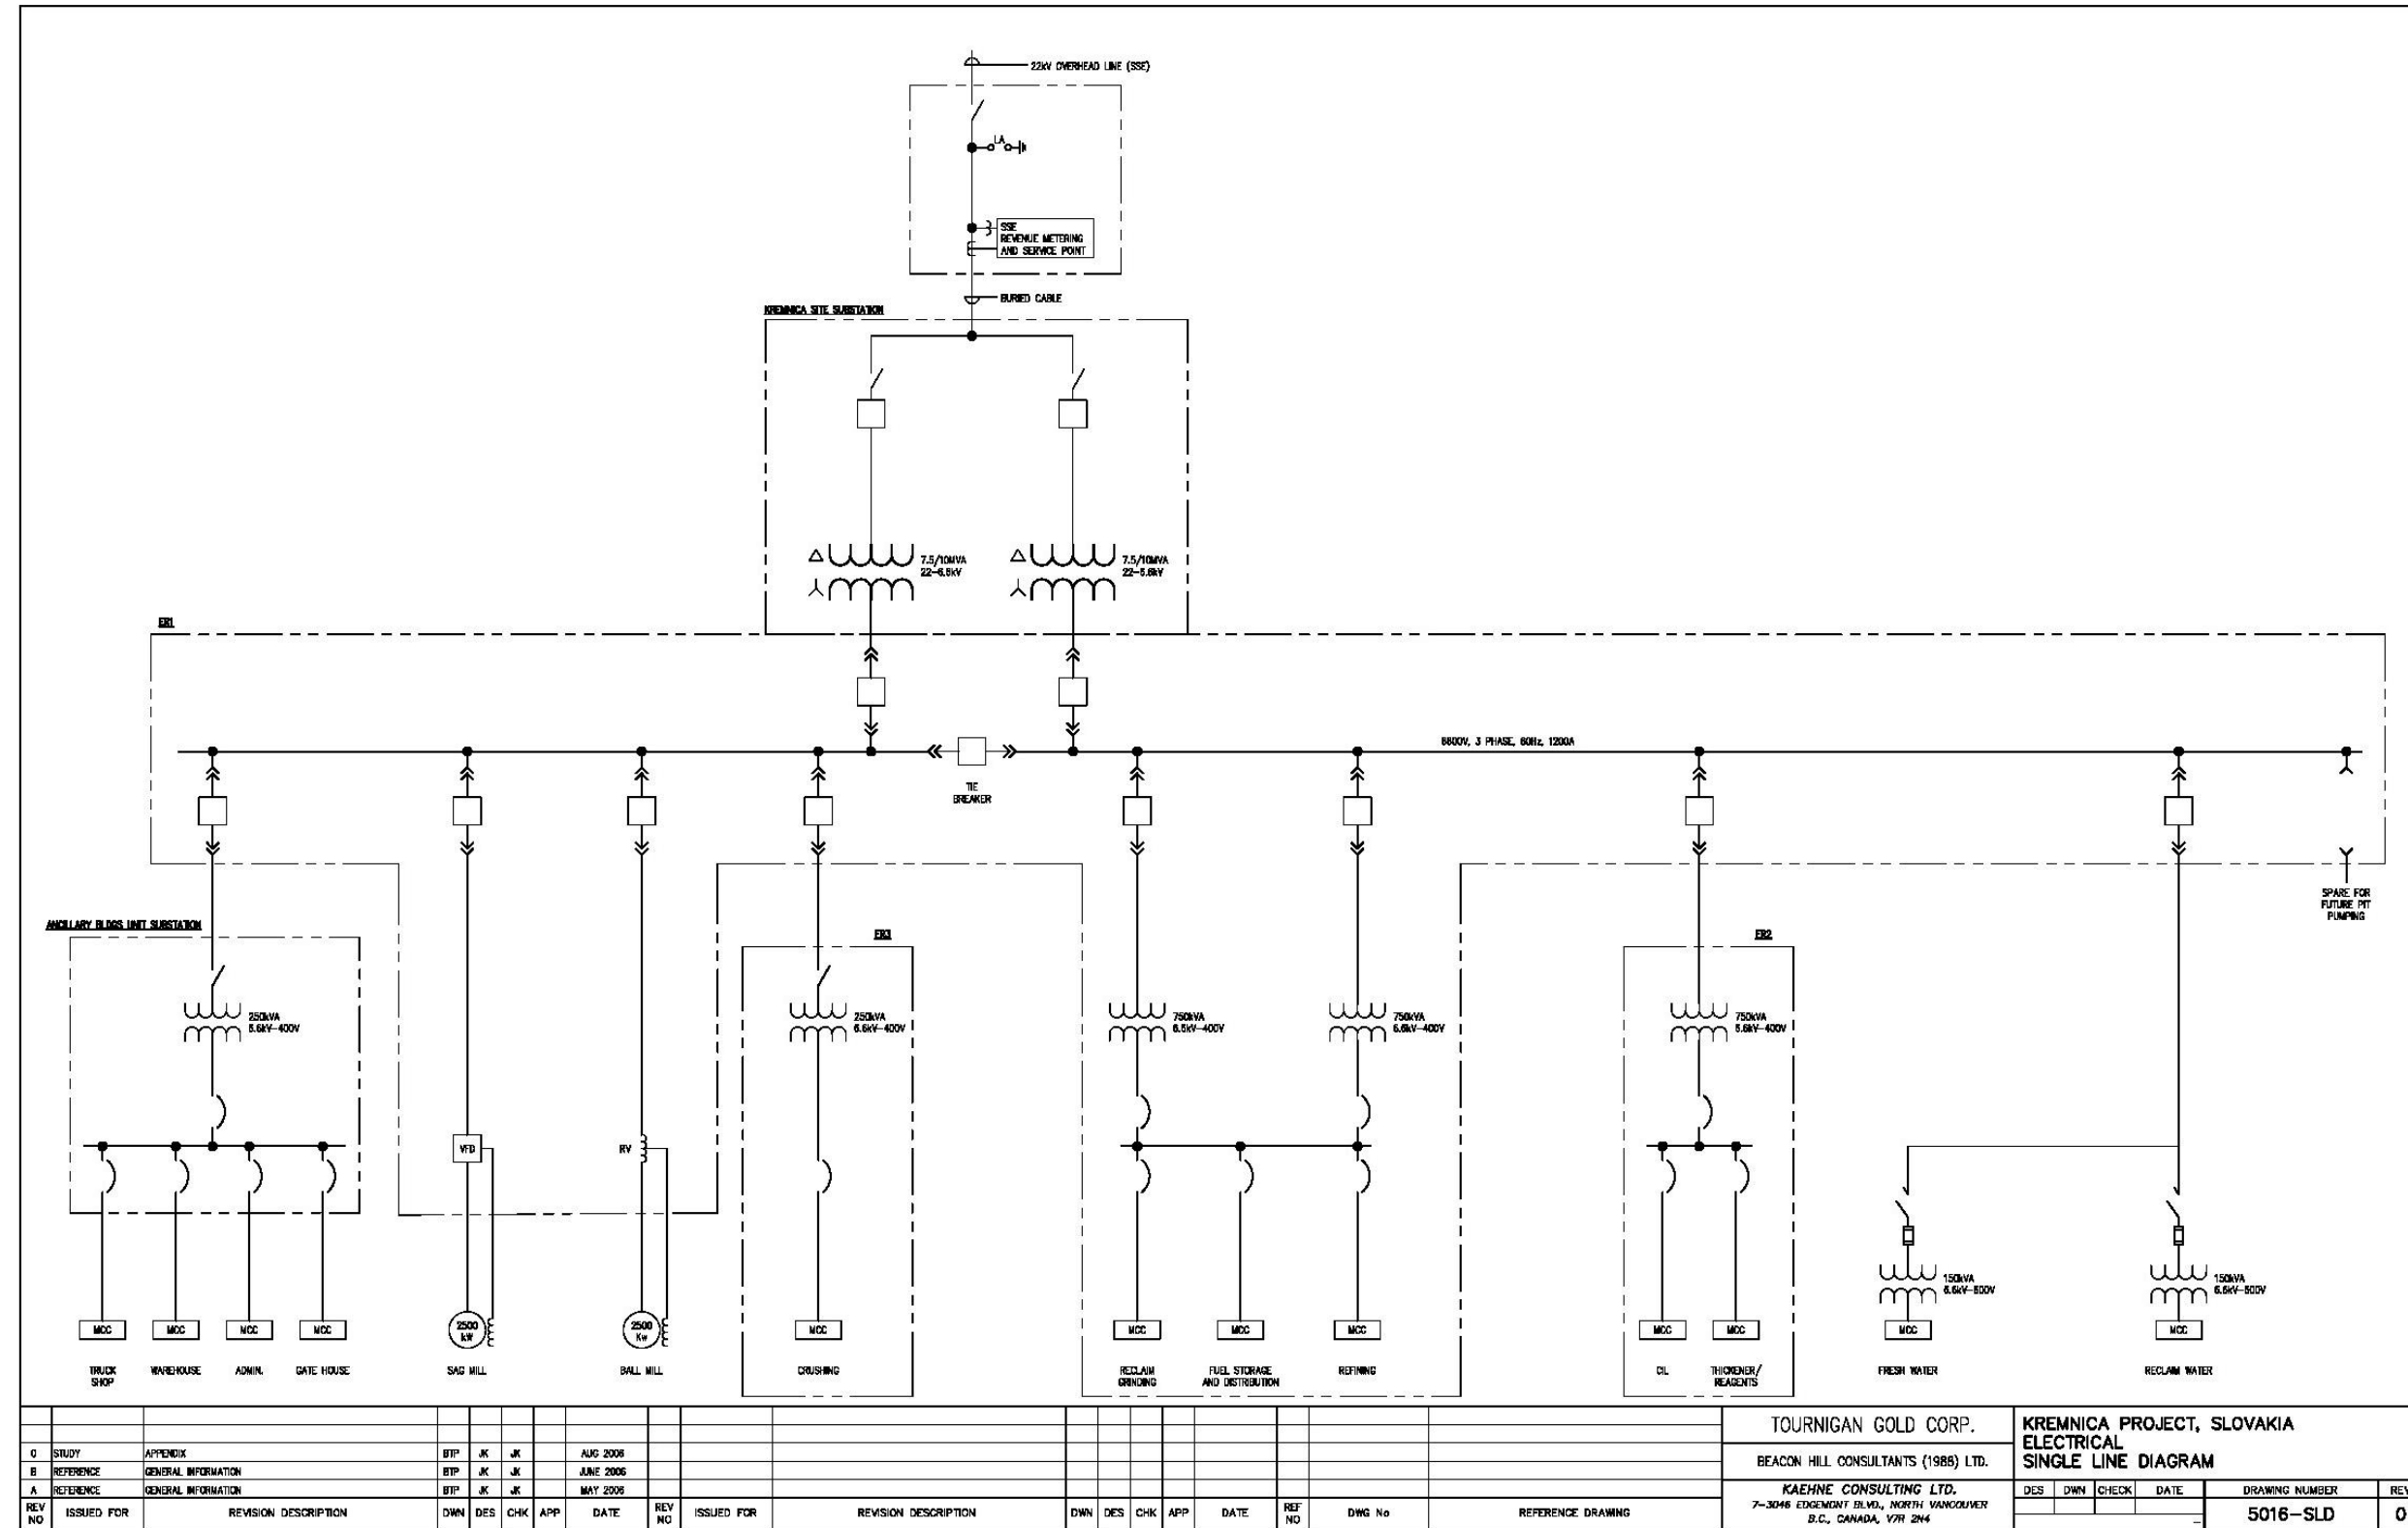 22kV OVERHEAD LINE (SSE)
LA
SSE
REVENUE METERING
AND SERVICE POINT
BURIED CABLE
KREMNICA SITE SUBSTATION
7.5/10MVA
22-6.6kV
7.5/10MVA
22-6.6kV
ER1
6600V, 3 PHASE, 60Hz, 1200A
TIE
BREAKER
SPARE FOR
FUTURE PIT
PUMPING
ANCILLARY BLDGS UNIT SUBSTATION
ER3
ER2
250kVA
6.6kV-400V
250kVA
6.6kV-400V
750kVA
6.6kV-400V
750kVA
6.6kV-400V
750kVA
6.6kV-400V
VFD
RV
150kVA
6.6kV-500V
150kVA
6.6kV-500V
MCC
MCC
MCC
MCC
2500
kW
2500
Kw
MCC
MCC
MCC
MCC
MCC
MCC
MCC
MCC
TRUCK
SHOP
WAREHOUSE
ADMIN.
GATE HOUSE
SAG MILL
BALL MILL
CRUSHING
RECLAIM
GRINDING
FUEL STORAGE
AND DISTRIBUTION
REFINING
CIL
THICKENER/
REAGENTS
FRESH WATER
RECLAIM WATER
0 STUDY APPENDIX BTP JK JK AUG 2006
B REFERENCE GENERAL INFORMATION BTP JK JK JUNE 2006
A REFERENCE GENERAL INFORMATION BTP JK JK MAY 2006
REV NO ISSUED FOR REVISION DESCRIPTION DWN DES CHK APP DATE REV NO ISSUED FOR REVISION DESCRIPTION DWN DES CHK APP DATE REF NO DWG No REFERENCE DRAWING
TOURNIGAN GOLD CORP.
BEACON HILL CONSULTANTS (1988) LTD.
KAEHNE CONSULTING LTD.
7-3046 EDGEMONT BLVD., NORTH VANCOUVER
B.C., CANADA, V7R 2N4
KREMNICA PROJECT, SLOVAKIA
ELECTRICAL
SINGLE LINE DIAGRAM
DES DWN CHECK DATE DRAWING NUMBER REV
5016-SLD 0